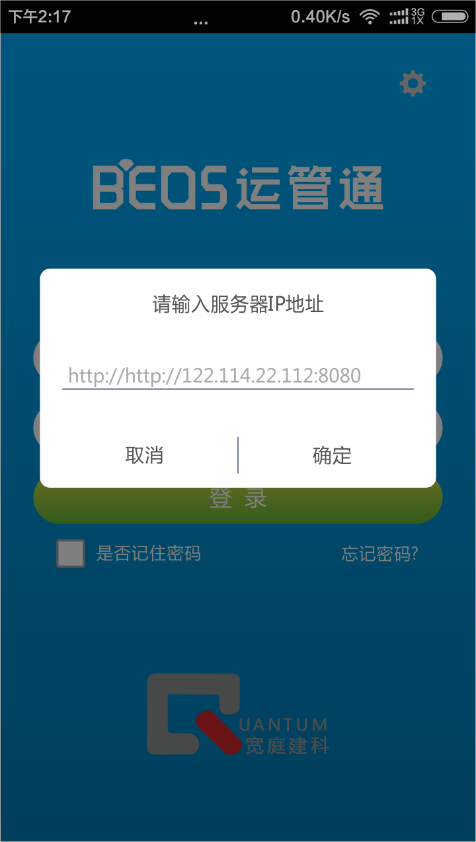 下午2:17 ... 0.40K/s 3G 1X
BEOS运管通
请输入服务器IP地址
http://http://122.114.22.112:8080
取消 确定
登 录
是否记住密码 忘记密码?
QUANTUM
宽庭建科